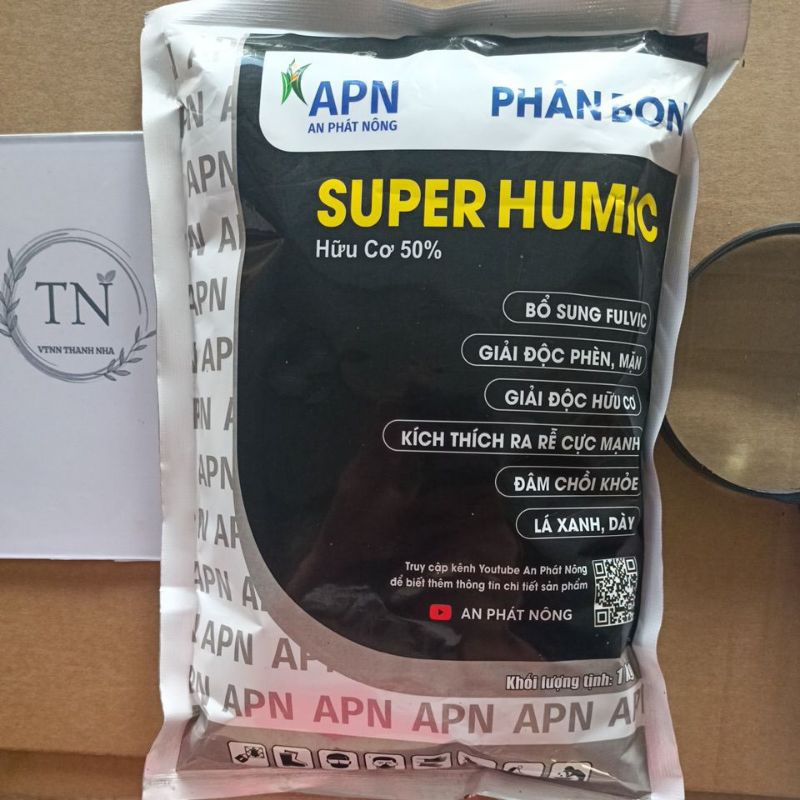 APN
AN PHÁT NÔNG
PHÂN BÓN
SUPER HUMIC
Hữu Cơ 50%
BỔ SUNG FULVIC
GIẢI ĐỘC PHÈN, MẶN
GIẢI ĐỘC HỮU CƠ
KÍCH THÍCH RA RỄ CỰC MẠNH
ĐÂM CHỒI KHỎE
LÁ XANH, DÀY
Truy cập kênh Youtube An Phát Nông
để biết thêm thông tin chi tiết sản phẩm
AN PHÁT NÔNG
Khối lượng tịnh: 1
APN APN APN APN APN
TN
VTNN THANH NHA